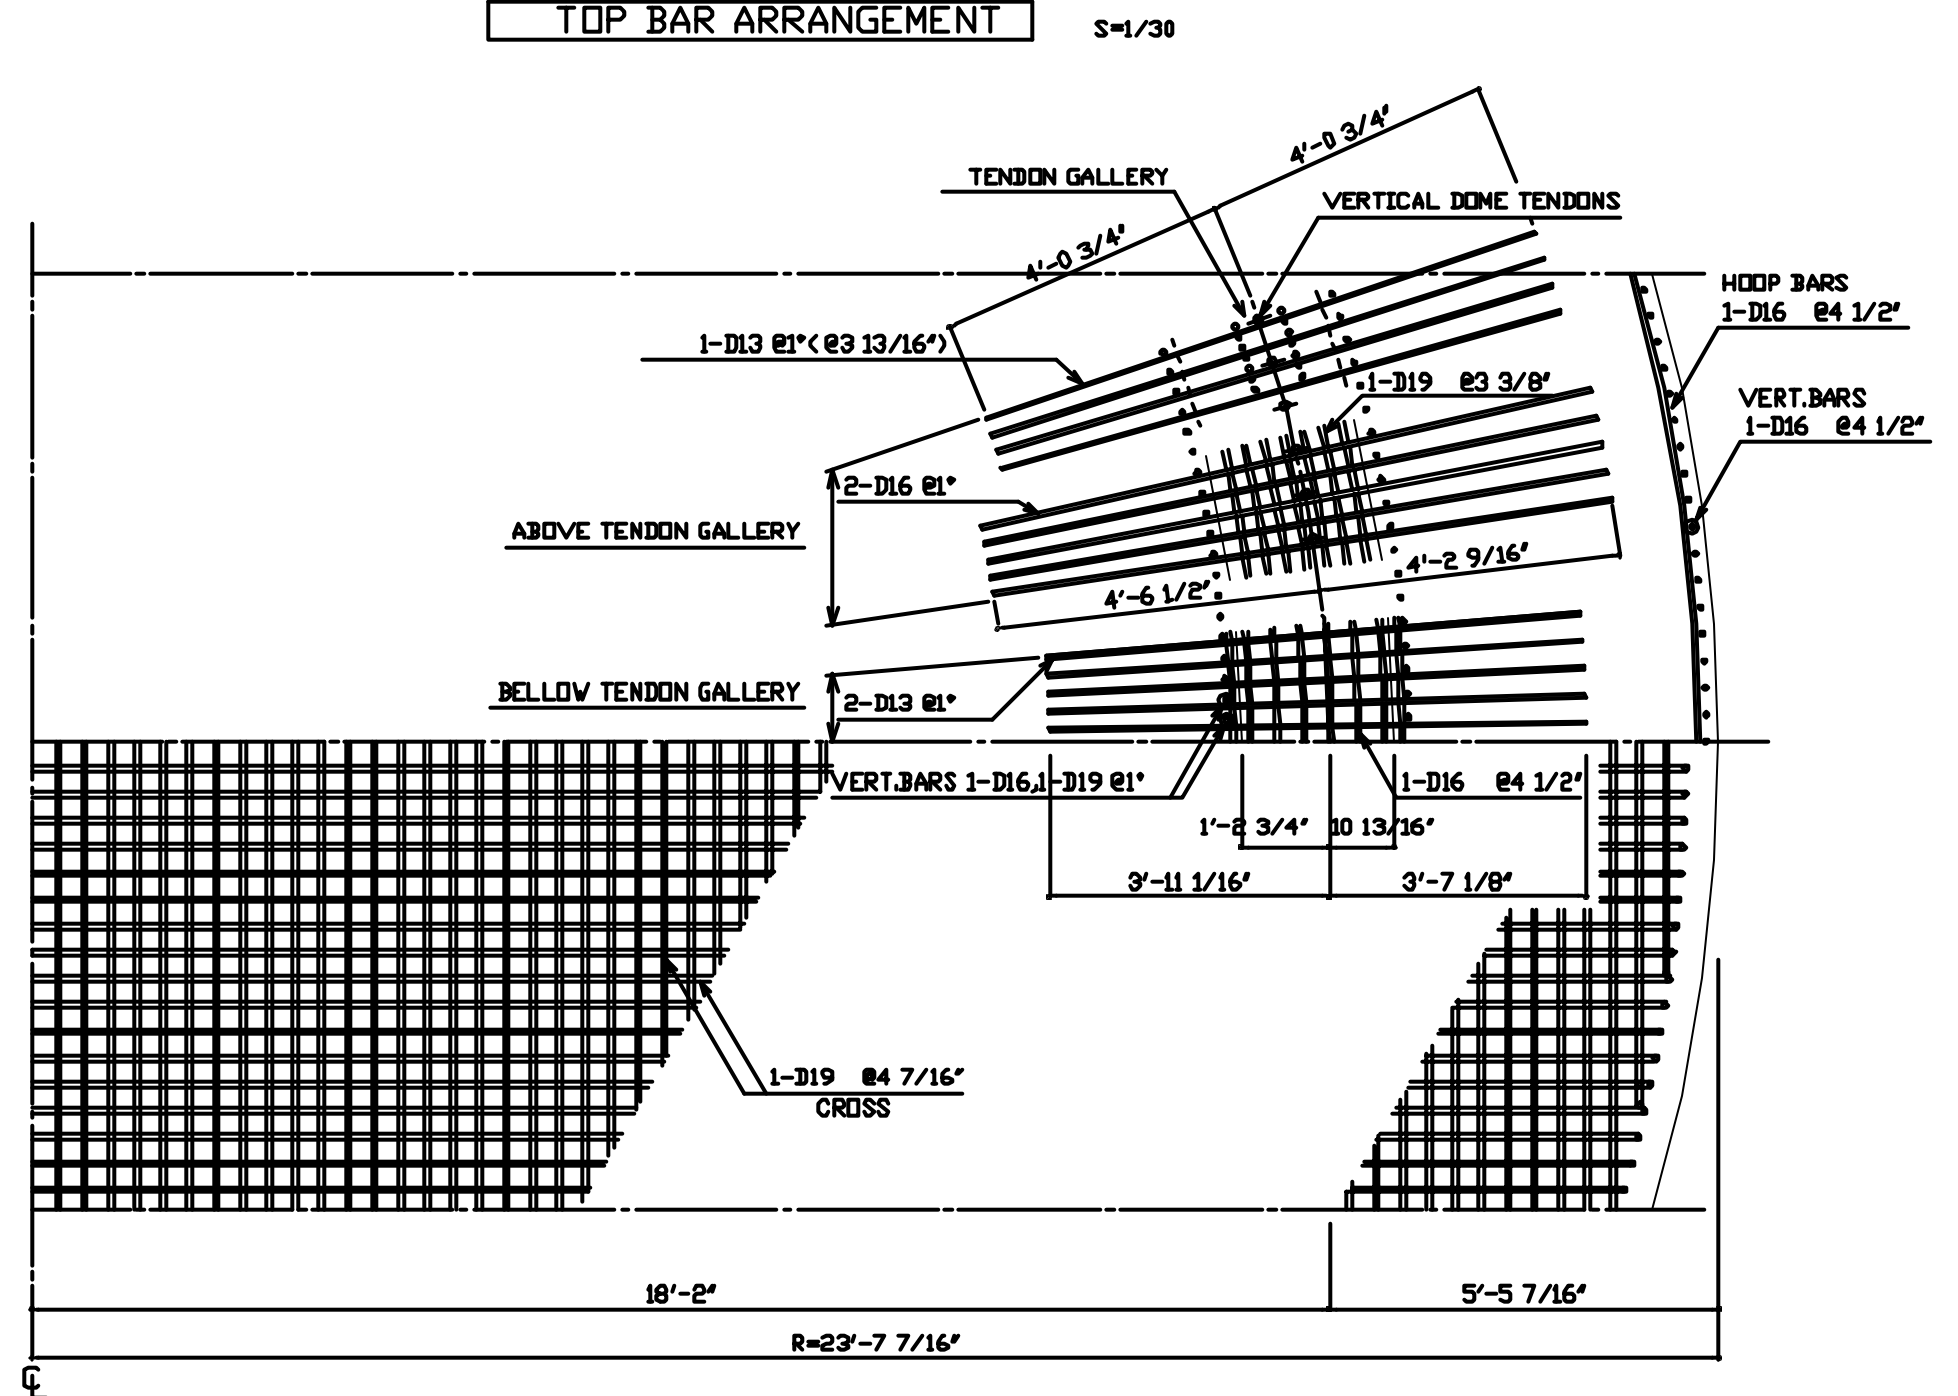 TOP BAR ARRANGEMENT
S=1/30
4'-0 3/4"
TENDON GALLERY
VERTICAL DOME TENDONS
4'-0 3/4"
HOOP BARS
1-D16 @4 1/2"
1-D13 @1°(@3 13/16")
1-D19 @3 3/8"
VERT.BARS
1-D16 @4 1/2"
2-D16 @1°
ABOVE TENDON GALLERY
4'-2 9/16"
4'-6 1/2"
BELLOW TENDON GALLERY
2-D13 @1°
VERT.BARS 1-D16,1-D19 @1°
1-D16 @4 1/2"
1'-2 3/4" 10 13/16"
3'-11 1/16" 3'-7 1/8"
1-D19 @4 7/16"
CROSS
18'-2" 5'-5 7/16"
R=23'-7 7/16"
℄